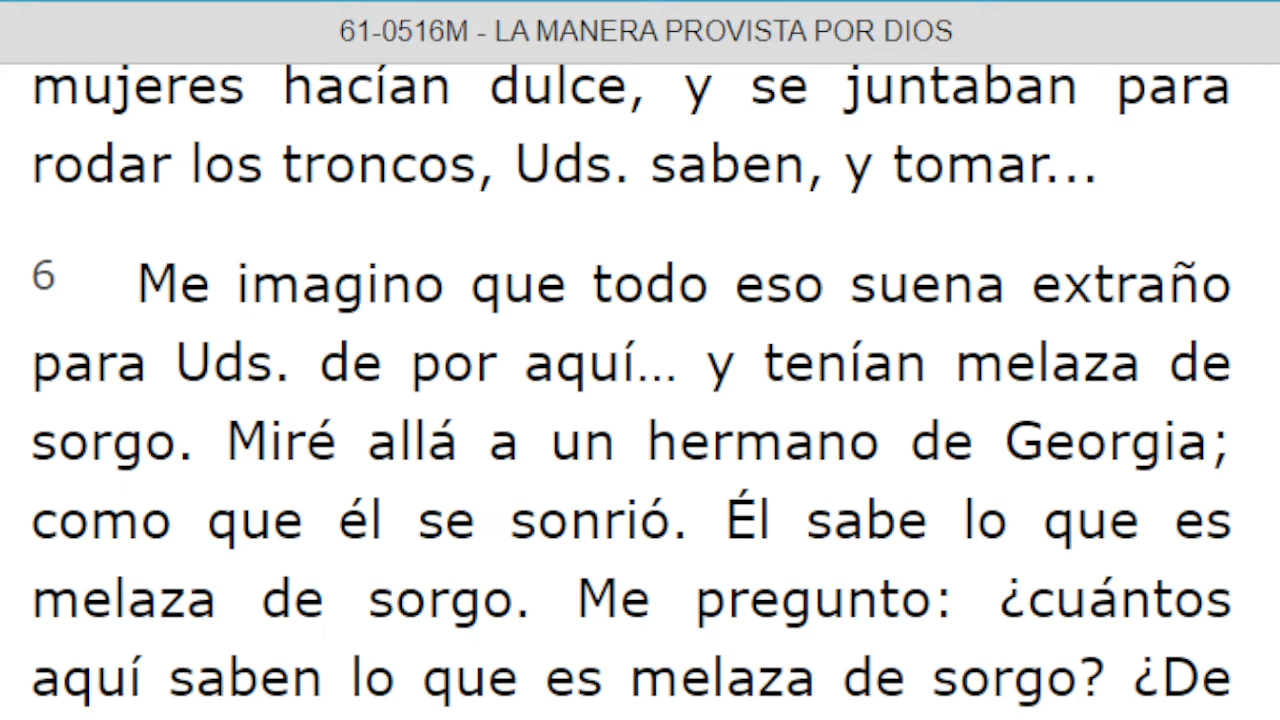 61-0516M - LA MANERA PROVISTA POR DIOS
mujeres hacían dulce, y se juntaban para
rodar los troncos, Uds. saben, y tomar...
6 Me imagino que todo eso suena extraño
para Uds. de por aquí... y tenían melaza de
sorgo. Miré allá a un hermano de Georgia;
como que él se sonrió. Él sabe lo que es
melaza de sorgo. Me pregunto: ¿cuántos
aquí saben lo que es melaza de sorgo? ¿De